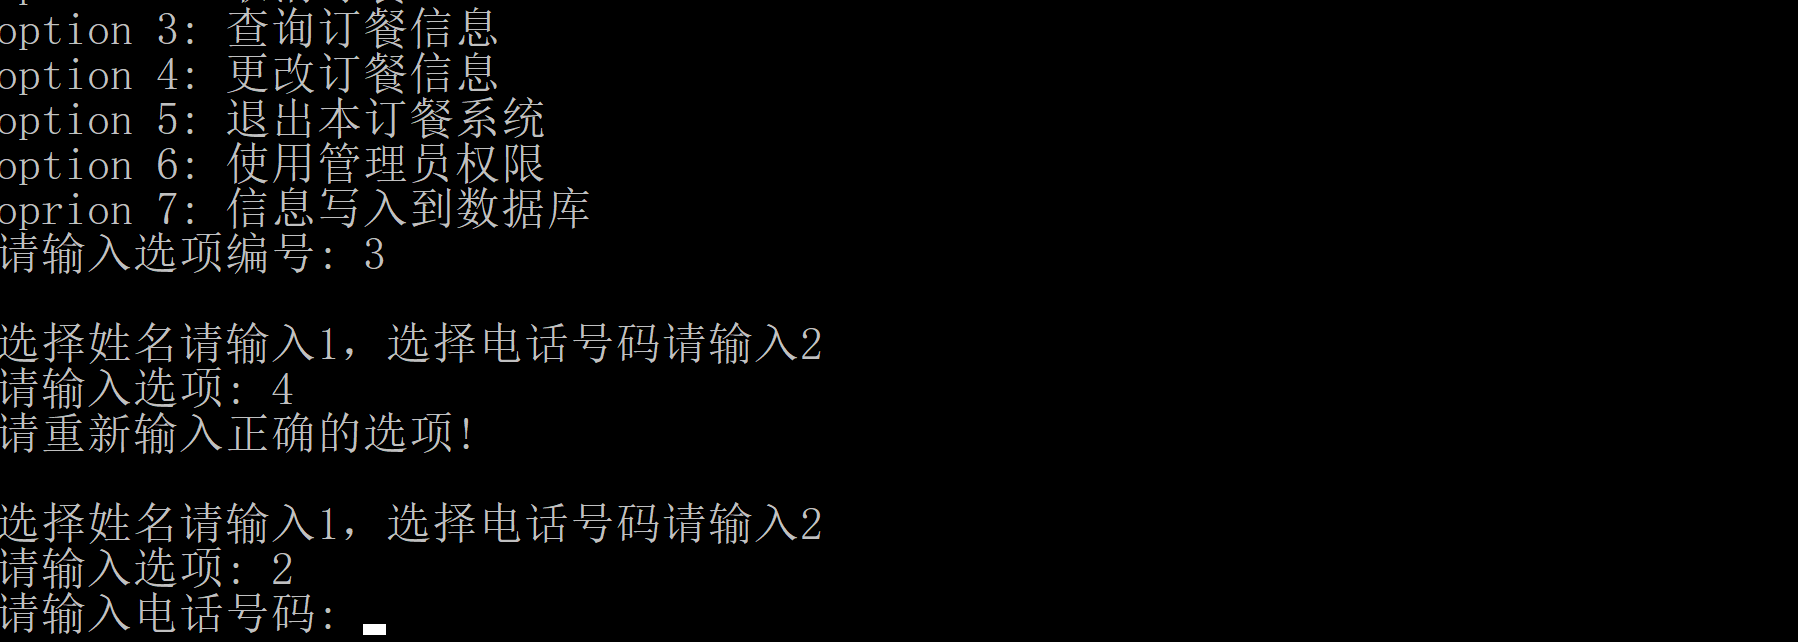 option 3: 查询订餐信息
option 4: 更改订餐信息
option 5: 退出本订餐系统
option 6: 使用管理员权限
oprion 7: 信息写入到数据库
请输入选项编号: 3
选择姓名请输入1，选择电话号码请输入2
请输入选项: 4
请重新输入正确的选项!
选择姓名请输入1，选择电话号码请输入2
请输入选项: 2
请输入电话号码: